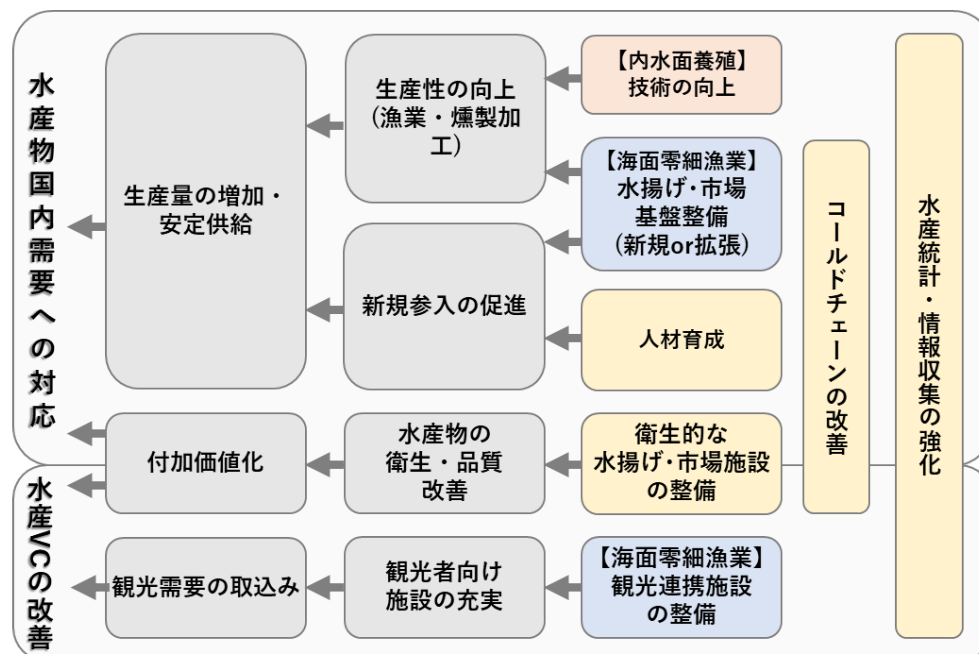 水産物国内需要への対応
生産量の増加・
安定供給
生産性の向上
(漁業・燻製加
工)
【内水面養殖】
技術の向上
【海面零細漁業】
水揚げ･市場
基盤整備
(新規or拡張)
新規参入の促進
人材育成
付加価値化
水産物の
衛生・品質
改善
衛生的な
水揚げ･市場施設
の整備
コールドチェーンの改善
水産統計・情報収集の強化
水産VCの改善
観光需要の取込み
観光者向け
施設の充実
【海面零細漁業】
観光連携施設
の整備